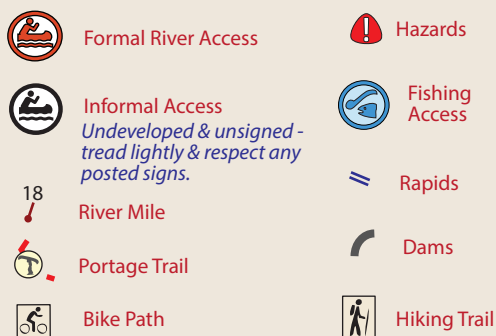 Formal River Access
Informal Access
Undeveloped & unsigned -
tread lightly & respect any
posted signs.
18
River Mile
T
Portage Trail
Bike Path
Hazards
Fishing
Access
Rapids
Dams
Hiking Trail